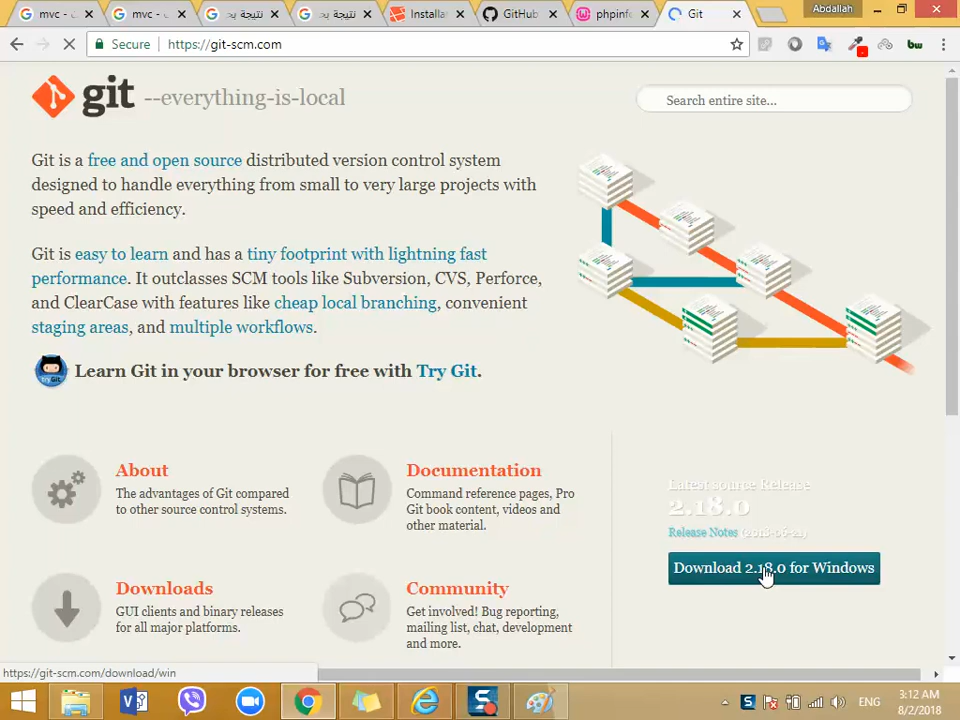 mvc -
mvc -
نتيجة بح
نتيجة بح
Installa
GitHub
phpinf
Git
Abdallah
Secure
https://git-scm.com
bw
git --everything-is-local
Search entire site...
Git is a free and open source distributed version control system
designed to handle everything from small to very large projects with
speed and efficiency.
Git is easy to learn and has a tiny footprint with lightning fast
performance. It outclasses SCM tools like Subversion, CVS, Perforce,
and ClearCase with features like cheap local branching, convenient
staging areas, and multiple workflows.
Learn Git in your browser for free with Try Git.
About
The advantages of Git compared
to other source control systems.
Documentation
Command reference pages, Pro
Git book content, videos and
other material.
Latest source Release
2.18.0
Release Notes (2018-06-21)
Download 2.18.0 for Windows
Downloads
GUI clients and binary releases
for all major platforms.
Community
Get involved! Bug reporting,
mailing list, chat, development
and more.
https://git-scm.com/download/win
ENG
3:12 AM
8/2/2018